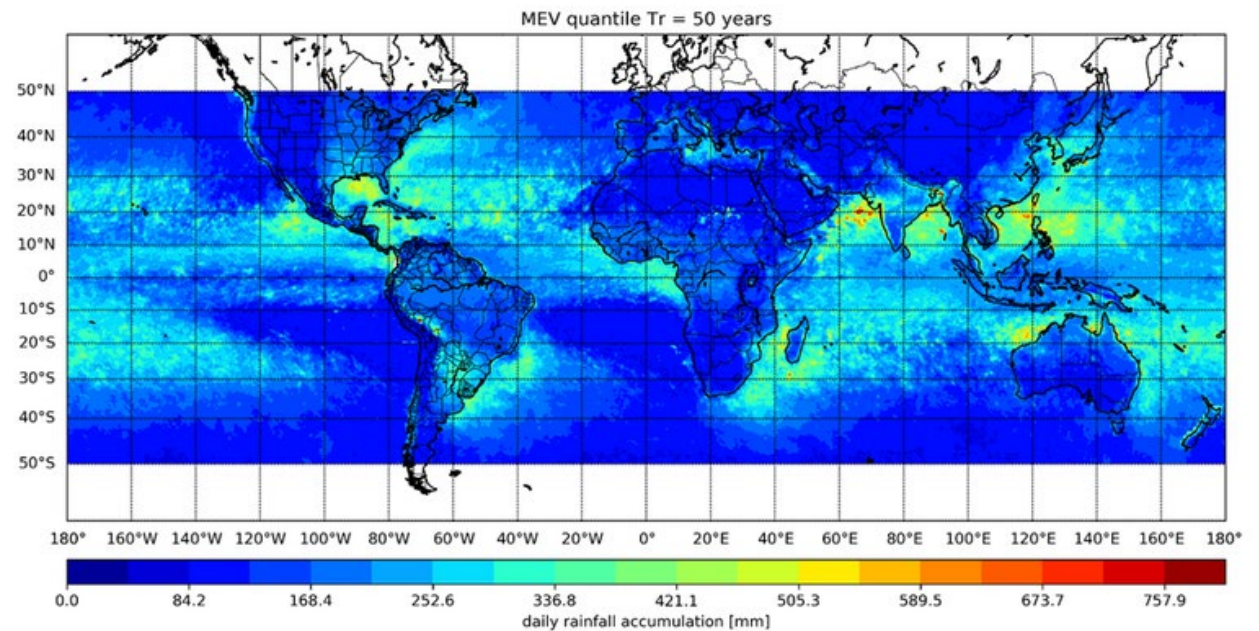 MEV quantile Tr = 50 years
50°N
40°N
30°N
20°N
10°N
0°
10°S
20°S
30°S
40°S
50°S
180° 160°W 140°W 120°W 100°W 80°W 60°W 40°W 20°W 0° 20°E 40°E 60°E 80°E 100°E 120°E 140°E 160°E 180°
0.0 84.2 168.4 252.6 336.8 421.1 505.3 589.5 673.7 757.9
daily rainfall accumulation [mm]